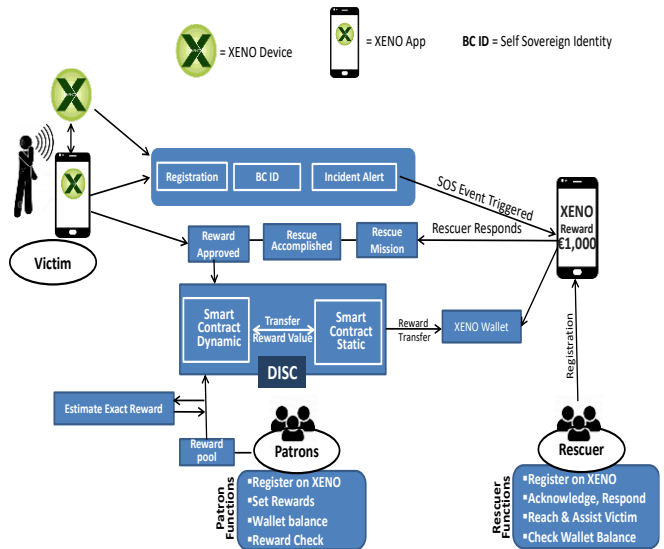 X
= XENO Device
X
= XENO App
BC ID = Self Sovereign Identity
X
X
Registration
BC ID
Incident Alert
SOS Event Triggered
XENO
Reward
€1,000
Rescuer Responds
Victim
Reward
Approved
Rescue
Accomplished
Rescue
Mission
Smart
Contract
Dynamic
Transfer
Reward Value
Smart
Contract
Static
Reward
Transfer
XENO Wallet
DISC
Registration
Estimate Exact Reward
Reward
pool
Patrons
Rescuer
Patron
Functions
▪Register on XENO
▪Set Rewards
▪Wallet balance
▪Reward Check
Rescuer
Functions
▪Register on XENO
▪Acknowledge, Respond
▪Reach & Assist Victim
▪Check Wallet Balance